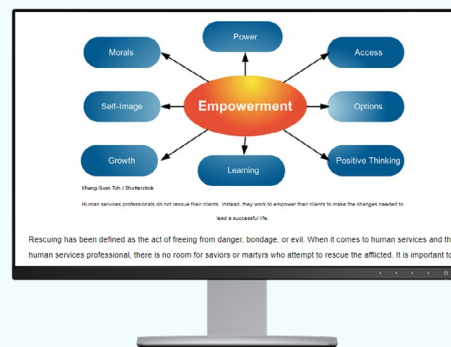 Power
Morals
Access
Self-Image
Empowerment
Options
Growth
Learning
Positive Thinking
Kheng Guan Toh / Shutterstock
Human services professionals do not rescue their clients. Instead, they work to empower their clients to make the changes needed to
lead a successful life.
Rescuing has been defined as the act of freeing from danger, bondage, or evil. When it comes to human services and th
human services professional, there is no room for saviors or martyrs who attempt to rescue the afflicted. It is important to